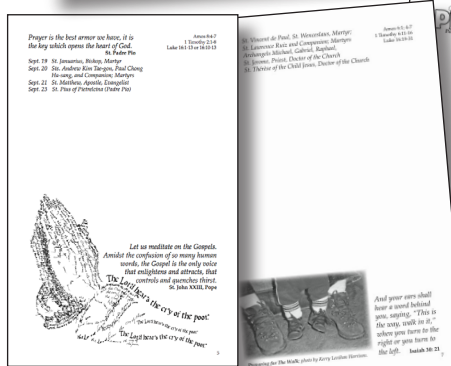 Prayer is the best armor we have, it is
the key which opens the heart of God.
St. Padre Pio
Amos 8:4-7
1 Timothy 2:1-8
Luke 16:1-13 or 16:10-13
Sept. 19 St. Januarius, Bishop, Martyr
Sept. 20 Sts. Andrew Kim Tae-gon, Paul Chong
Ha-sang, and Companion; Martyrs
Sept. 21 St. Matthew, Apostle, Evangelist
Sept. 23 St. Pius of Pietrelcina (Padre Pio)
Let us meditate on the Gospels.
Amidst the confusion of so many human
words, the Gospel is the only voice
that enlightens and attracts, that
controls and quenches thirst.
St. John XXIII, Pope
The Lord hears the cry of the poor.
The Lord hears the cry of the poor.
The Lord hears the cry of the poor.
St. Vincent de Paul, St. Wenceslaus, Martyr;
St. Laurence Ruiz and Companion; Martyrs
Archangels Michael, Gabriel, Raphael,
St. Jerome, Priest, Doctor of the Church
St. Thérèse of the Child Jesus, Doctor of the Church
Amos 6:1, 4-7
1 Timothy 6:11-16
Luke 16:19-31
And your ears shall
hear a word behind
you, saying, "This is
the way, walk in it,"
when you turn to the
right or you turn to
the left. Isaiah 30: 21
for The Walk; photo by Kerry